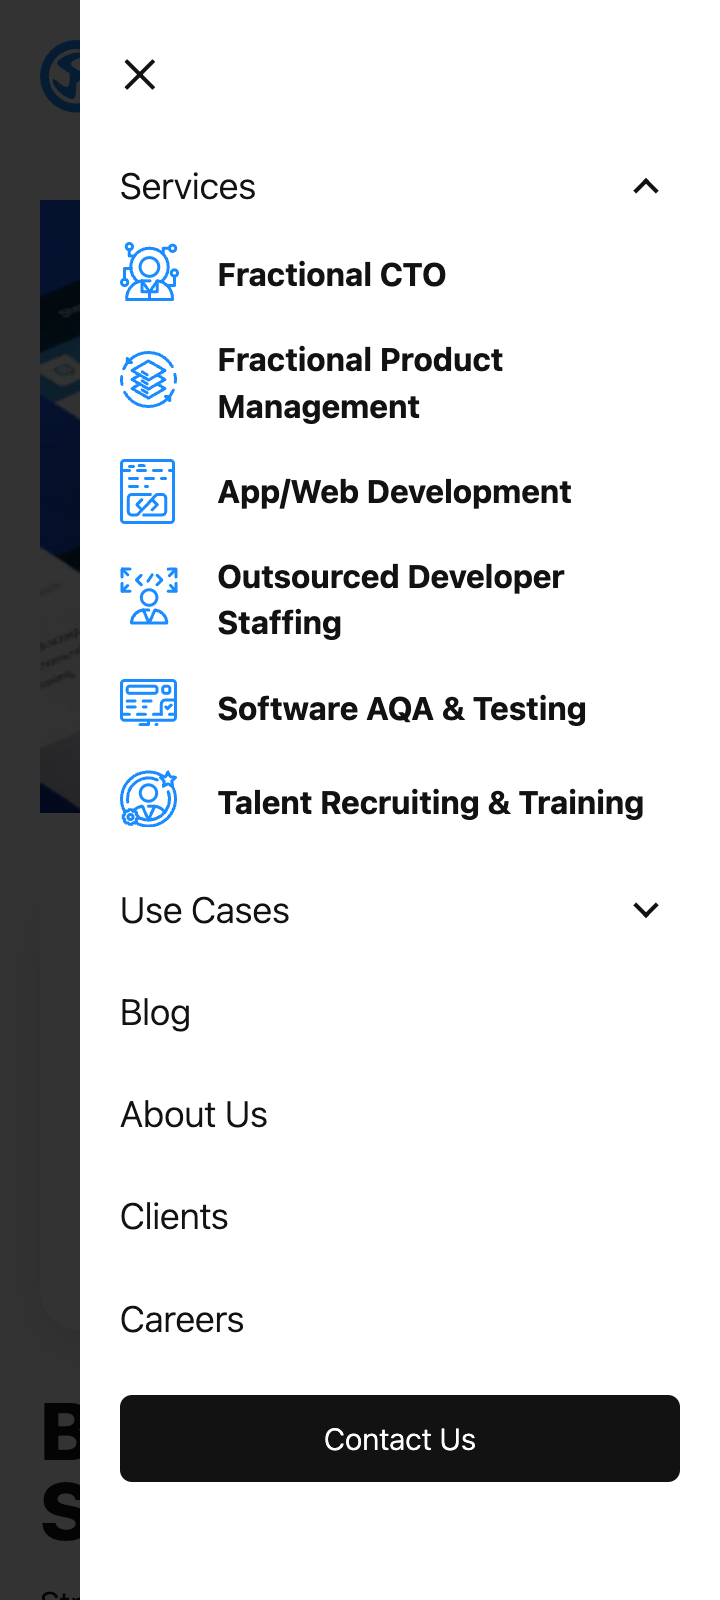 Services
Fractional CTO
Fractional Product
Management
App/Web Development
Outsourced Developer
Staffing
Software AQA & Testing
Talent Recruiting & Training
Use Cases
Blog
About Us
Clients
Careers
Contact Us